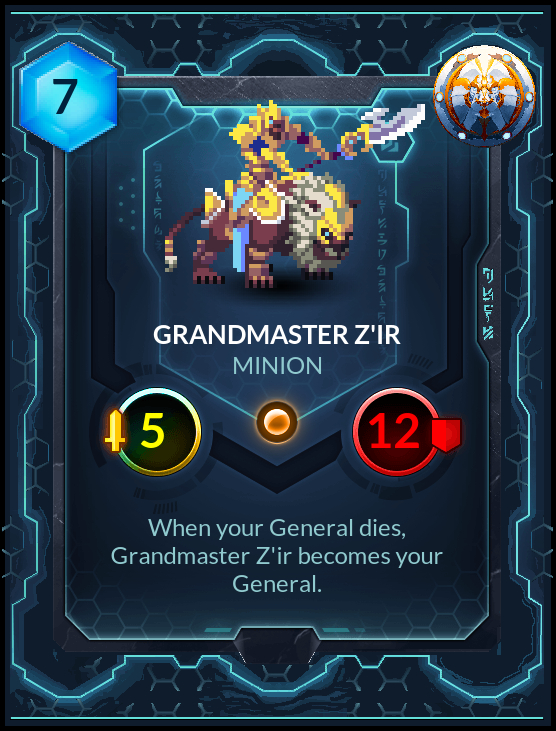 7
GRANDMASTER Z'IR
MINION
5
12
When your General dies,
Grandmaster Z'ir becomes your
General.